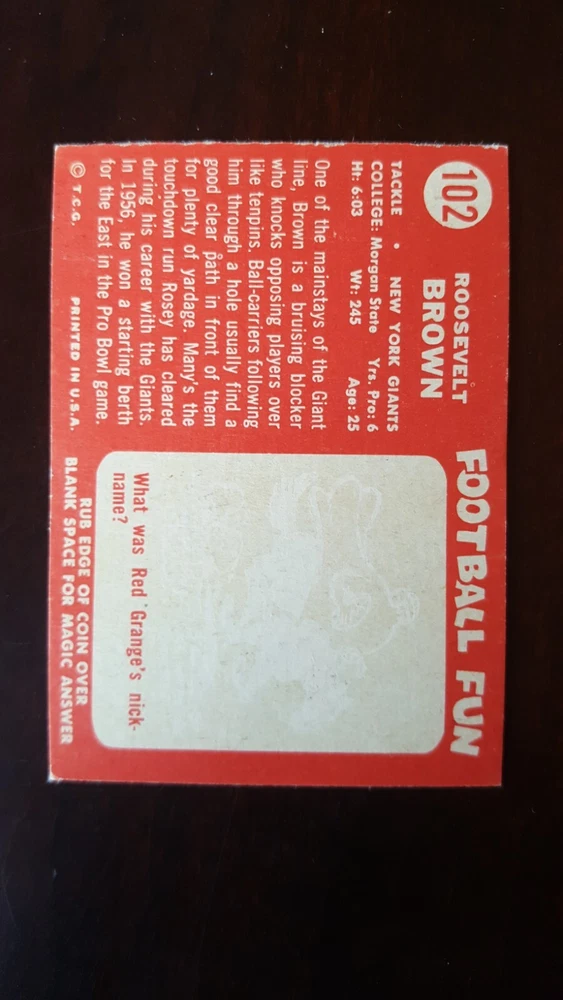 102
ROOSEVELT
BROWN
TACKLE • NEW YORK GIANTS
COLLEGE: Morgan State Yrs. Pro: 6
Ht: 6:03 Wt: 245 Age: 25
One of the mainstays of the Giant
line, Brown is a bruising blocker
who knocks opposing players over
like tenpins. Ball-carriers following
him through a hole usually find a
good clear path in front of them
for plenty of yardage. Many's the
touchdown run Rosey has cleared
during his career with the Giants.
In 1956, he won a starting berth
for the East in the Pro Bowl game.
© T.C.G. PRINTED IN U.S.A.
FOOTBALL FUN
What was Red Grange's nick-
name?
RUB EDGE OF COIN OVER
BLANK SPACE FOR MAGIC ANSWER